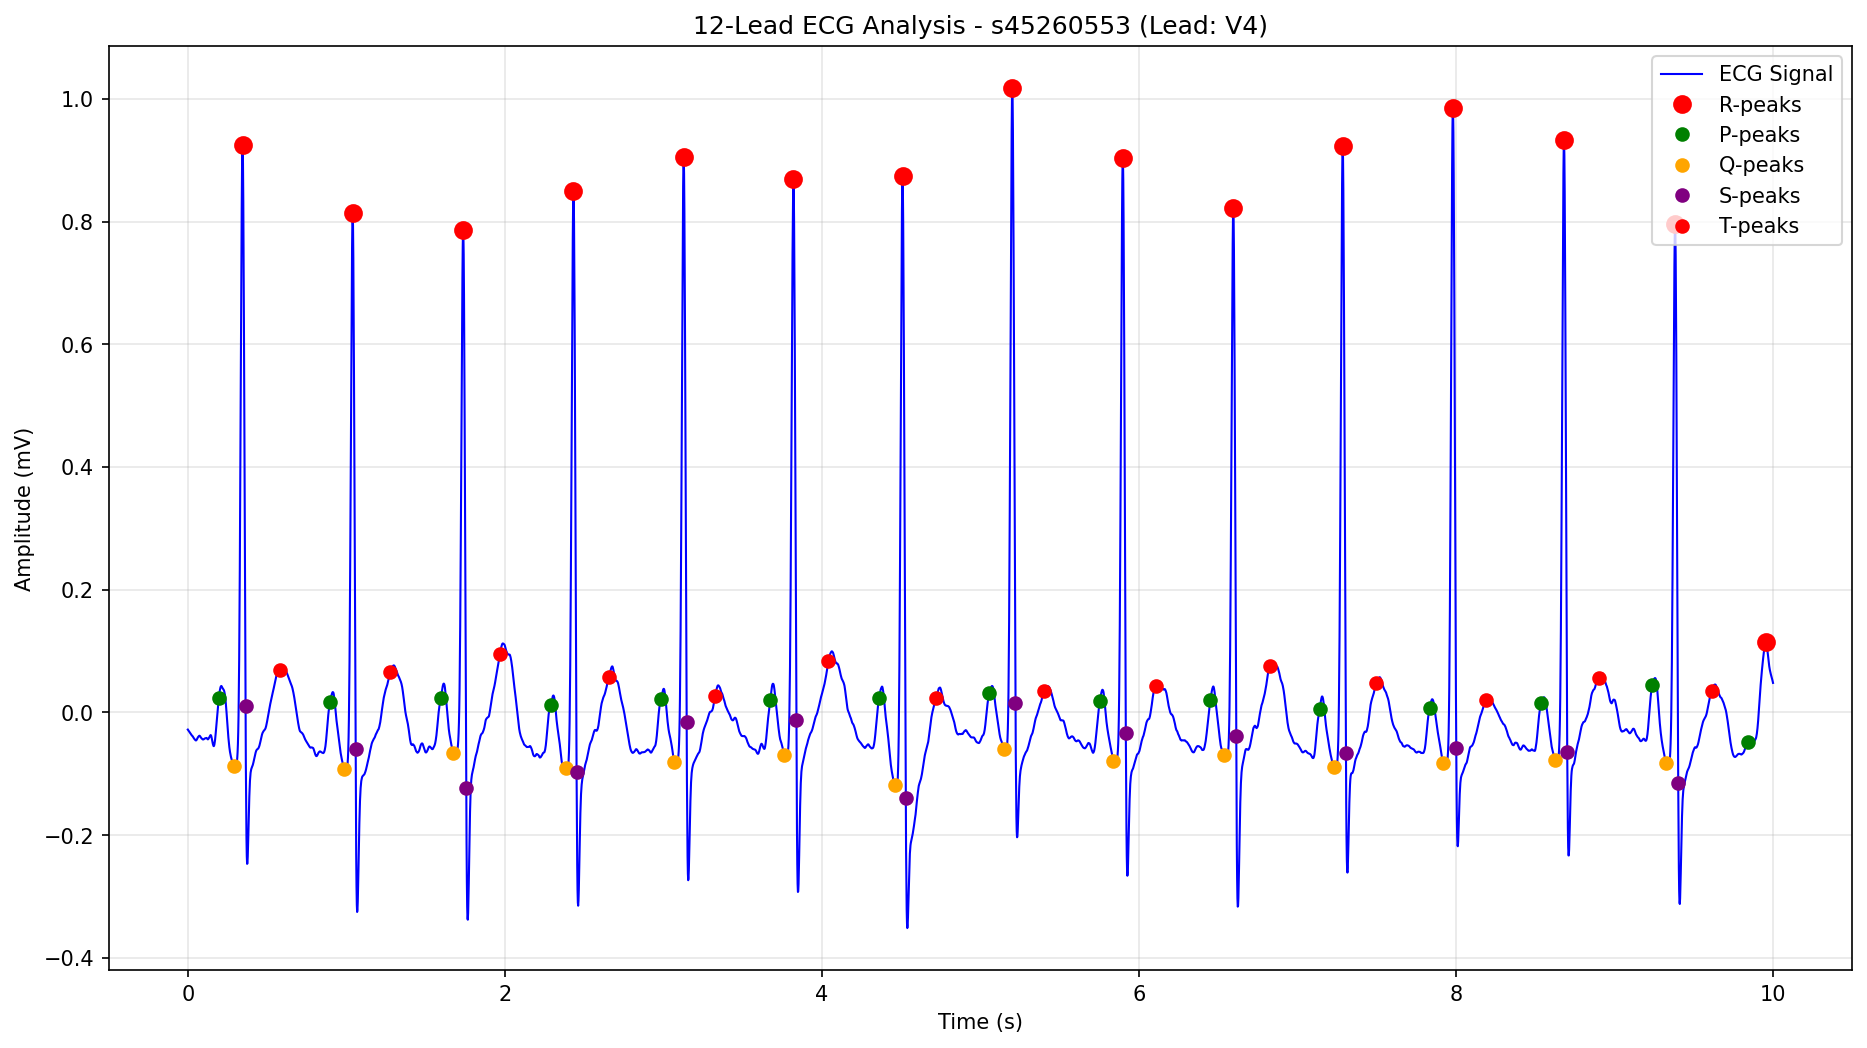 12-Lead ECG Analysis - s45260553 (Lead: V4)
ECG Signal
R-peaks
P-peaks
Q-peaks
S-peaks
T-peaks
Amplitude (mV)
1.0
0.8
0.6
0.4
0.2
0.0
−0.2
−0.4
0
2
4
6
8
10
Time (s)